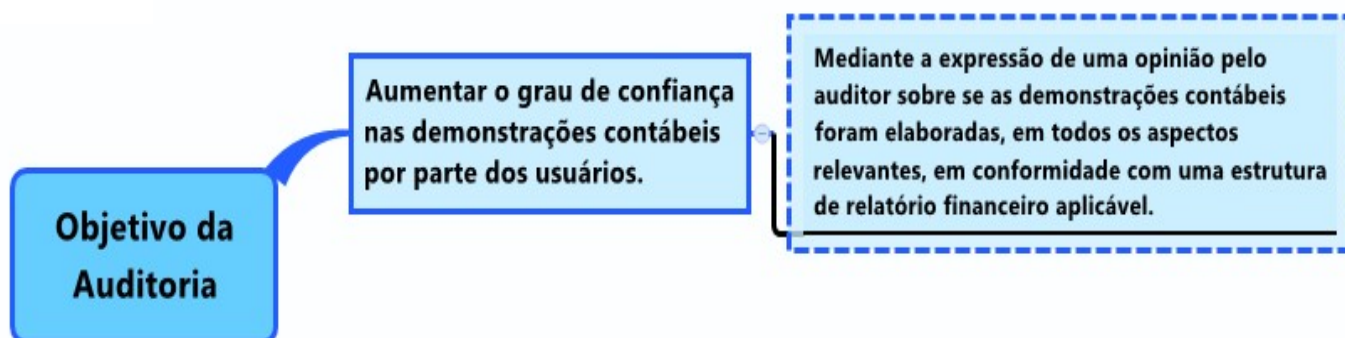 Objetivo da
Auditoria
Aumentar o grau de confiança
nas demonstrações contábeis
por parte dos usuários.
Mediante a expressão de uma opinião pelo
auditor sobre se as demonstrações contábeis
foram elaboradas, em todos os aspectos
relevantes, em conformidade com uma estrutura
de relatório financeiro aplicável.